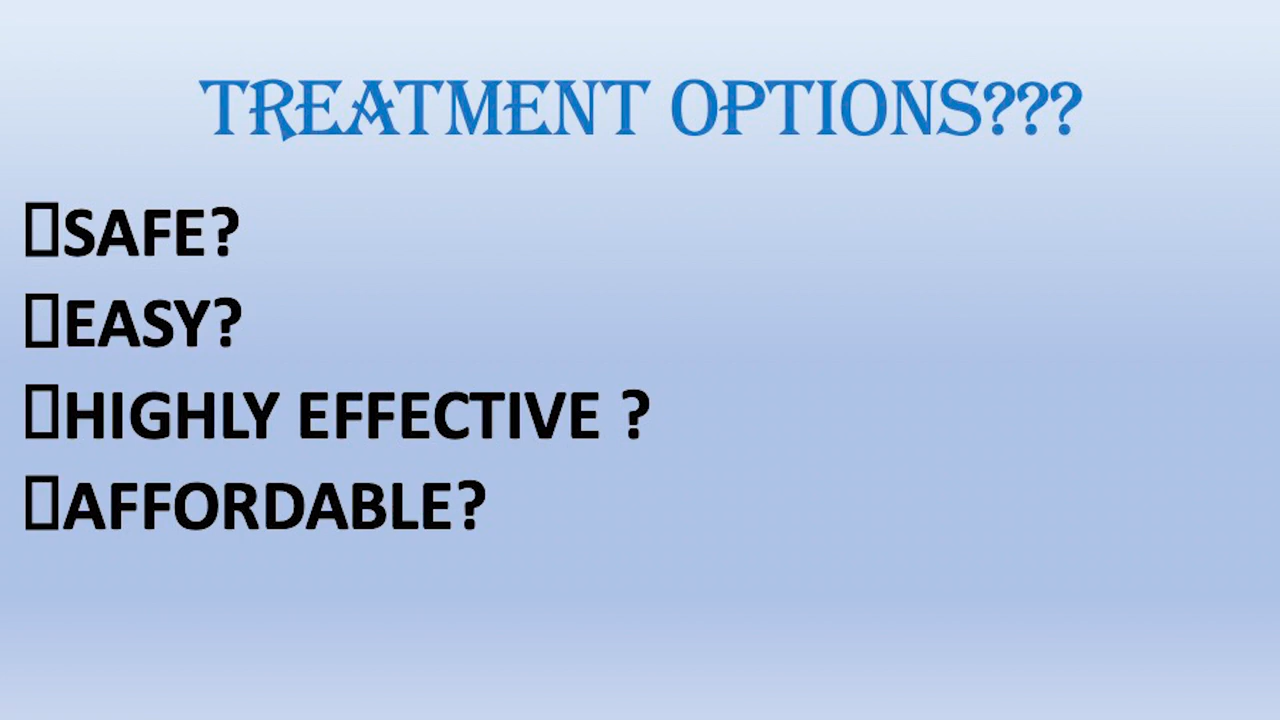 TREATMENT OPTIONS???
SAFE?
EASY?
HIGHLY EFFECTIVE ?
AFFORDABLE?